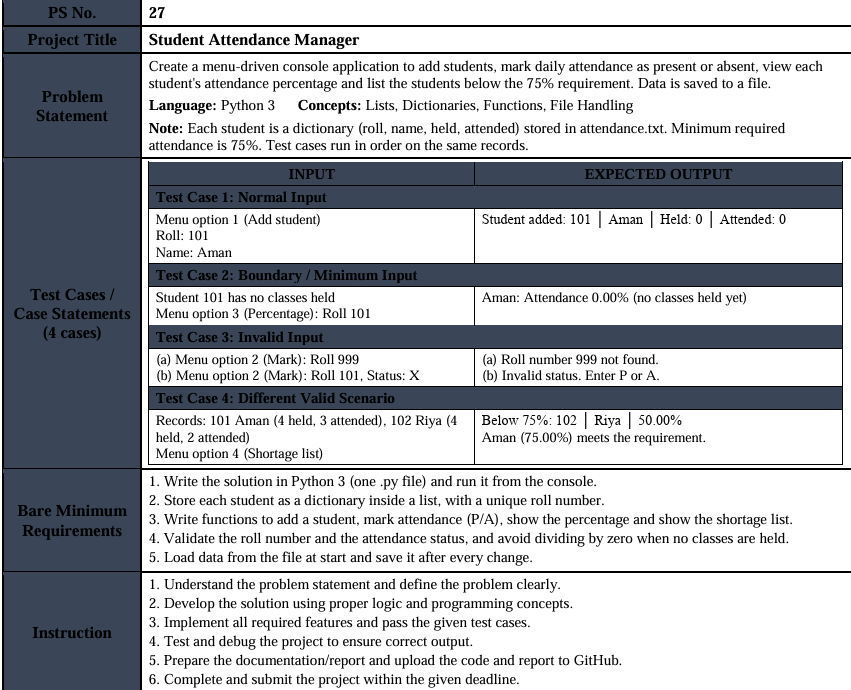 PS No.
27
Project Title
Student Attendance Manager
Problem
Statement
Create a menu-driven console application to add students, mark daily attendance as present or absent, view each
student's attendance percentage and list the students below the 75% requirement. Data is saved to a file.
Language: Python 3 Concepts: Lists, Dictionaries, Functions, File Handling
Note: Each student is a dictionary (roll, name, held, attended) stored in attendance.txt. Minimum required
attendance is 75%. Test cases run in order on the same records.
Test Cases /
Case Statements
(4 cases)
INPUT
EXPECTED OUTPUT
Test Case 1: Normal Input
Menu option 1 (Add student)
Roll: 101
Name: Aman
Student added: 101 | Aman | Held: 0 | Attended: 0
Test Case 2: Boundary / Minimum Input
Student 101 has no classes held
Menu option 3 (Percentage): Roll 101
Aman: Attendance 0.00% (no classes held yet)
Test Case 3: Invalid Input
(a) Menu option 2 (Mark): Roll 999
(b) Menu option 2 (Mark): Roll 101, Status: X
(a) Roll number 999 not found.
(b) Invalid status. Enter P or A.
Test Case 4: Different Valid Scenario
Records: 101 Aman (4 held, 3 attended), 102 Riya (4
held, 2 attended)
Menu option 4 (Shortage list)
Below 75%: 102 | Riya | 50.00%
Aman (75.00%) meets the requirement.
Bare Minimum
Requirements
1. Write the solution in Python 3 (one .py file) and run it from the console.
2. Store each student as a dictionary inside a list, with a unique roll number.
3. Write functions to add a student, mark attendance (P/A), show the percentage and show the shortage list.
4. Validate the roll number and the attendance status, and avoid dividing by zero when no classes are held.
5. Load data from the file at start and save it after every change.
Instruction
1. Understand the problem statement and define the problem clearly.
2. Develop the solution using proper logic and programming concepts.
3. Implement all required features and pass the given test cases.
4. Test and debug the project to ensure correct output.
5. Prepare the documentation/report and upload the code and report to GitHub.
6. Complete and submit the project within the given deadline.